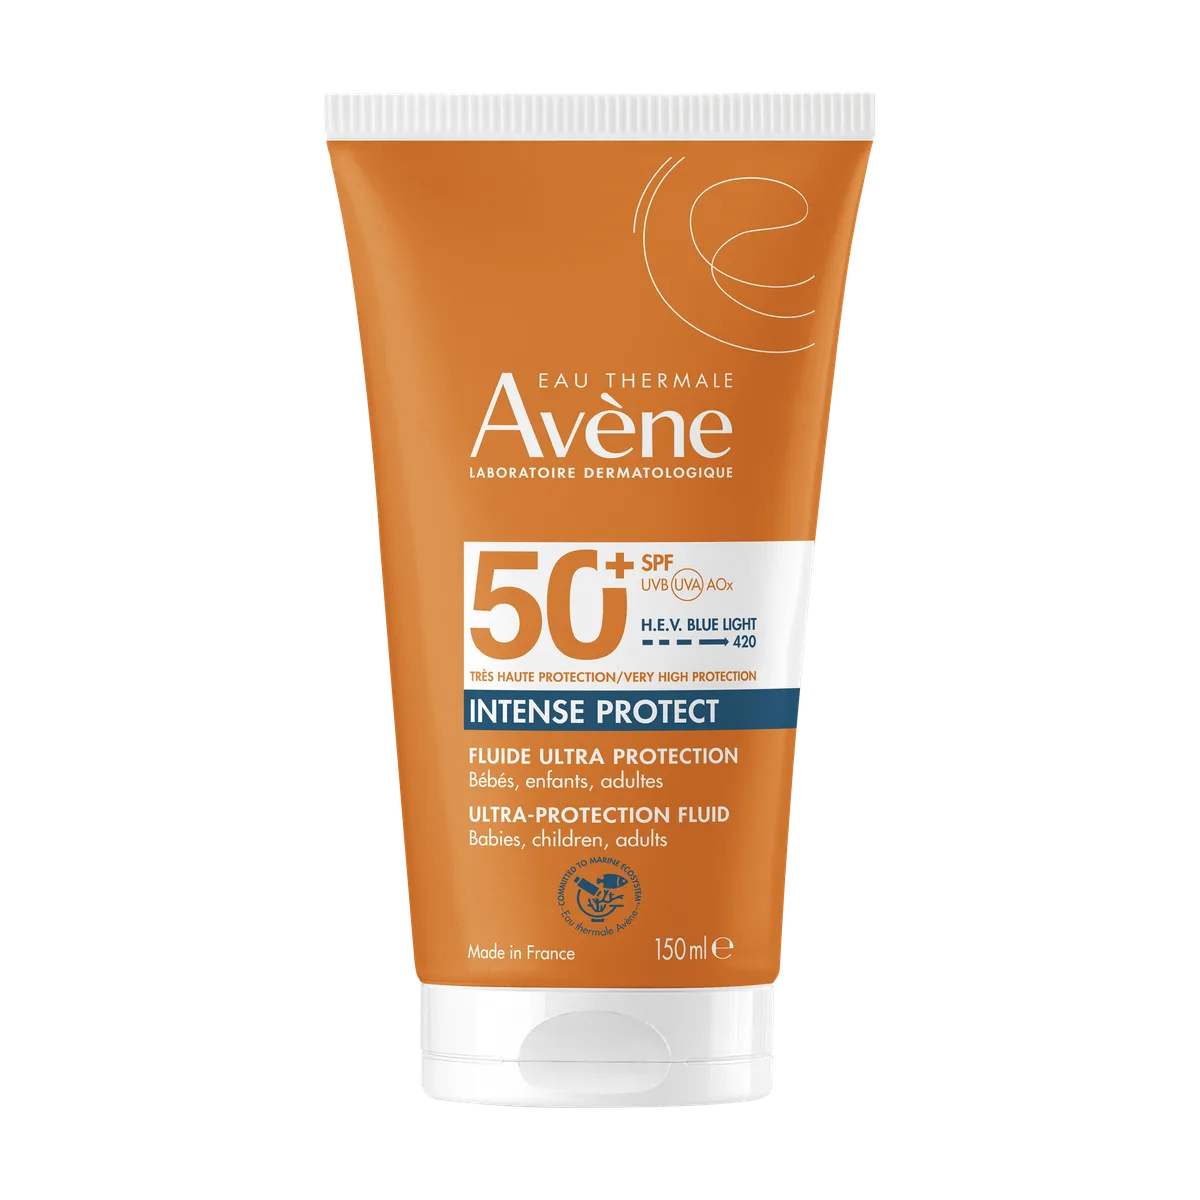 EAU THERMALE
Avène
LABORATOIRE DERMATOLOGIQUE
50+
SPF
UVB UVA AOx
H.E.V. BLUE LIGHT
420
TRÈS HAUTE PROTECTION/VERY HIGH PROTECTION
INTENSE PROTECT
FLUIDE ULTRA PROTECTION
Bébés, enfants, adultes
ULTRA-PROTECTION FLUID
Babies, children, adults
COMMITTED TO MARINE ECOSYSTEM
Eau thermale Avène
Made in France
150 ml ℮